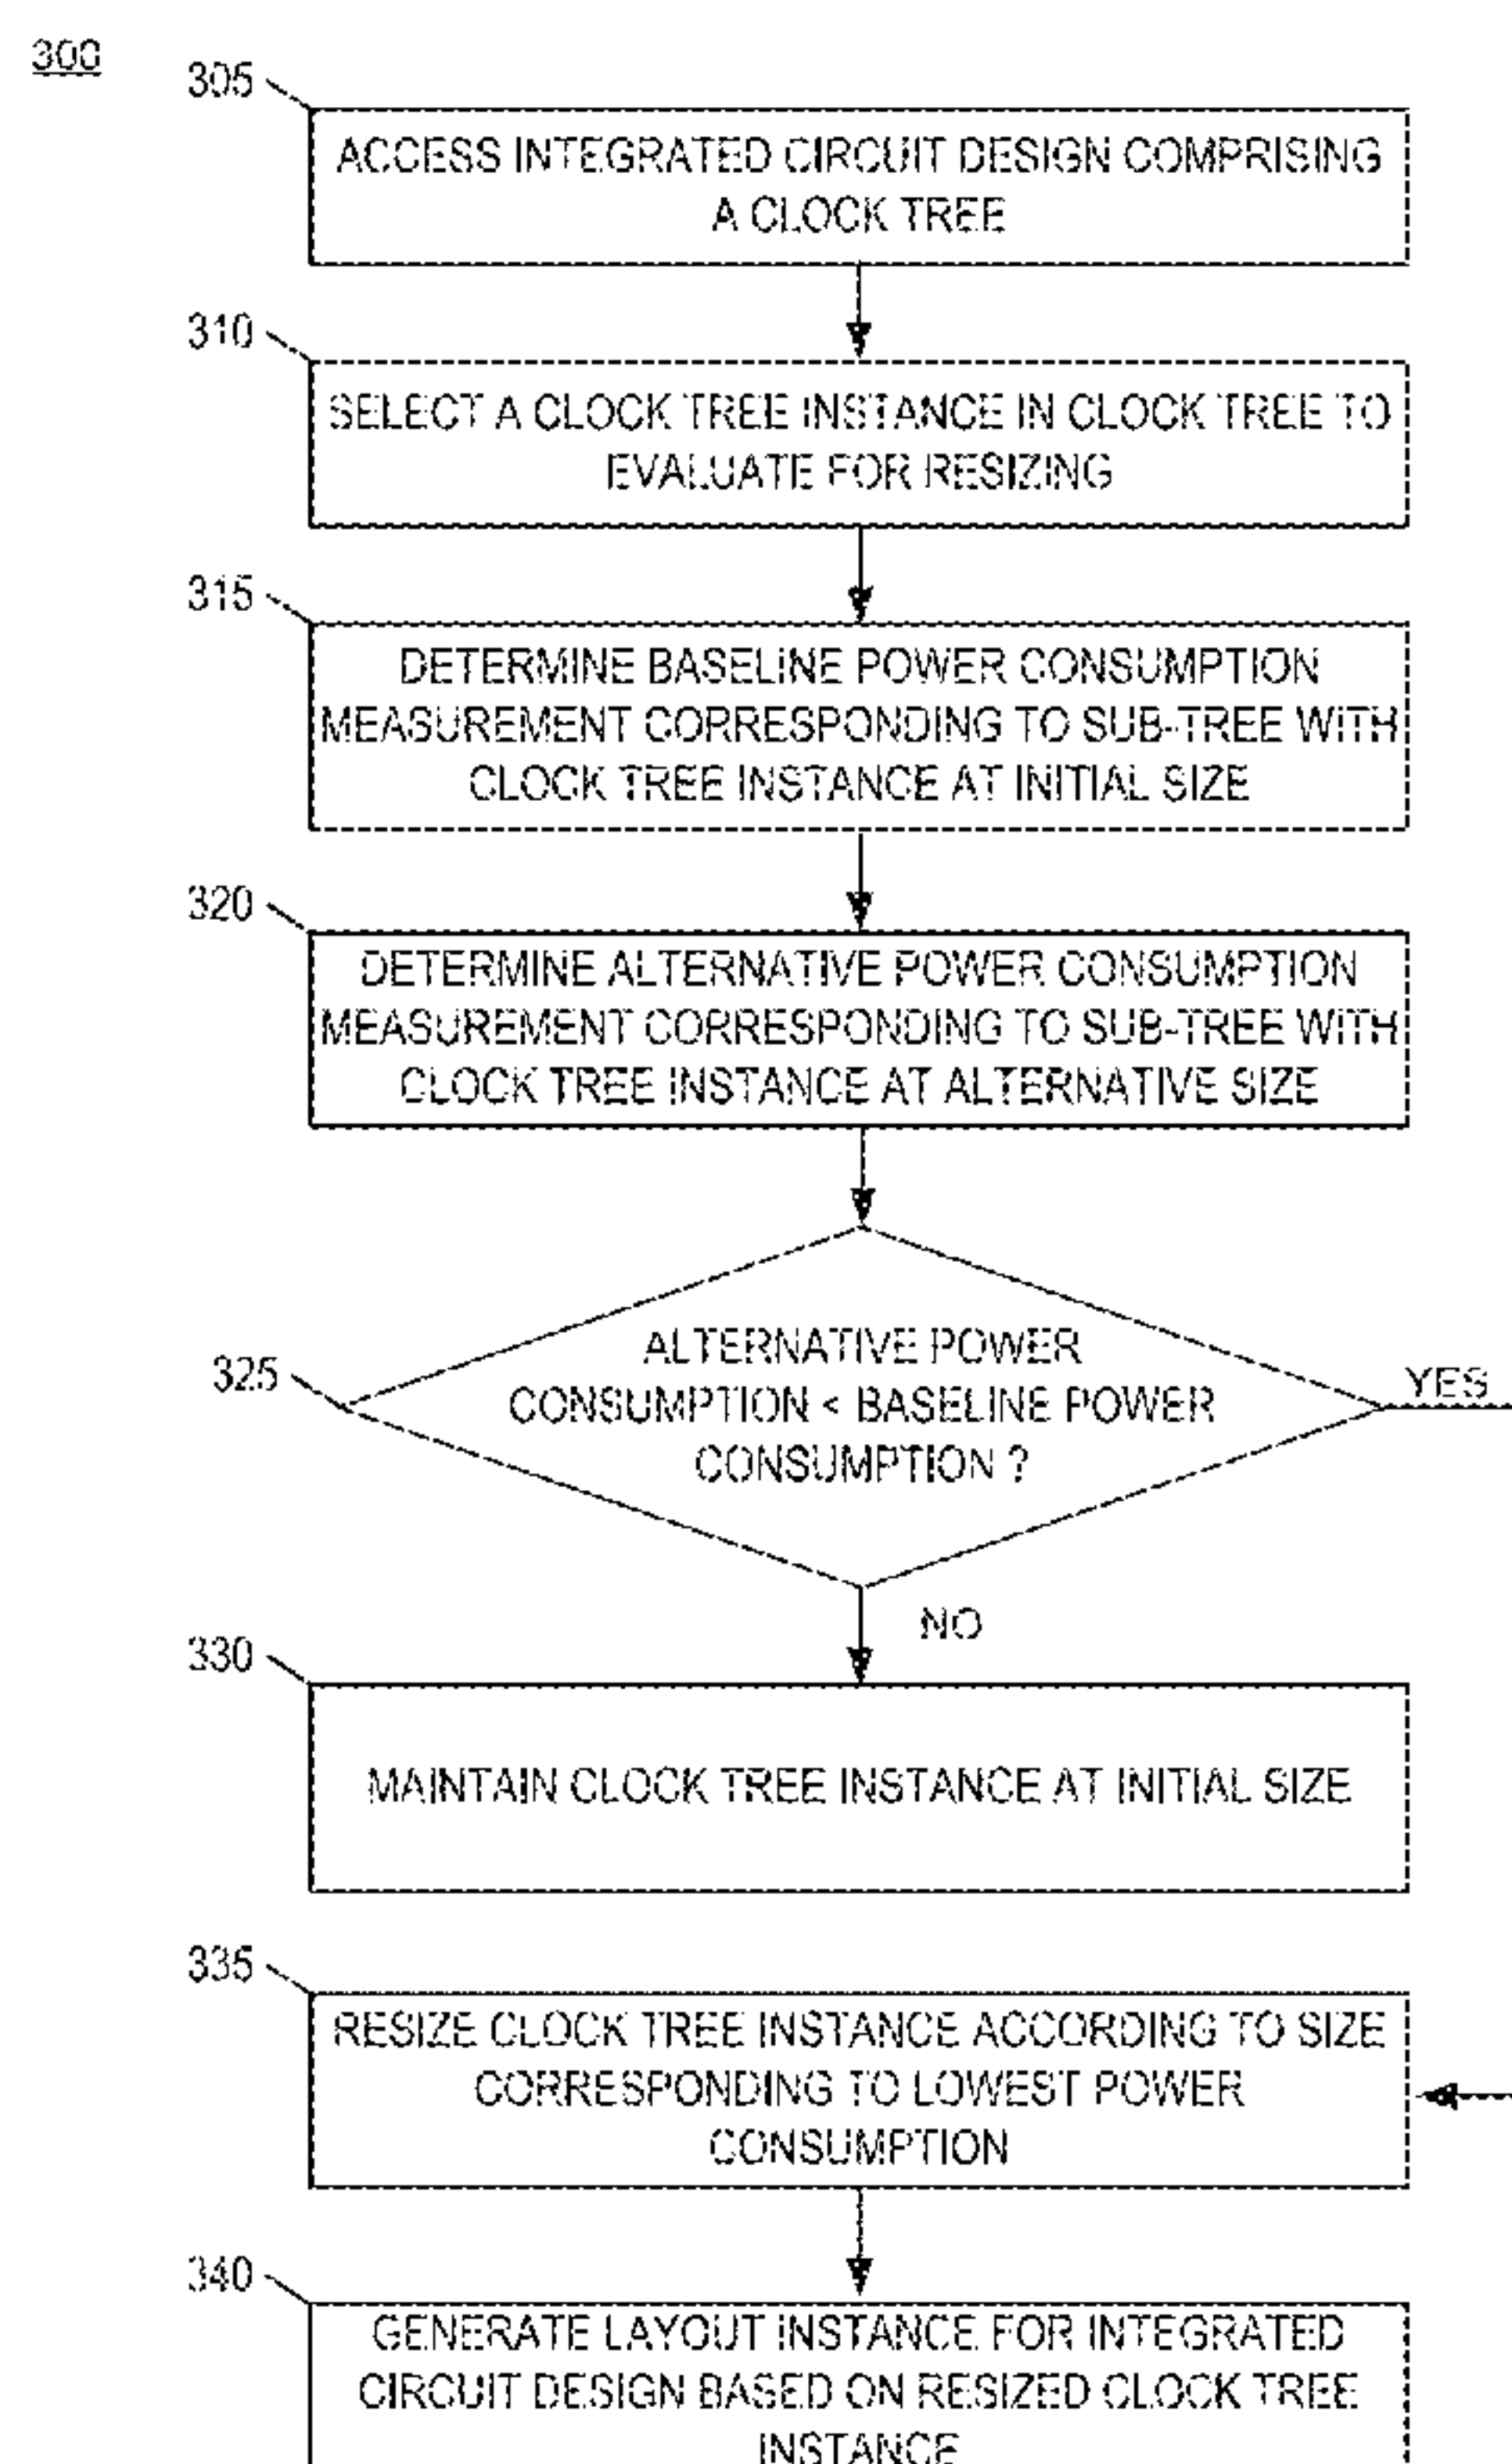 300
305
ACCESS INTEGRATED CIRCUIT DESIGN COMPRISING
A CLOCK TREE
310
SELECT A CLOCK TREE INSTANCE IN CLOCK TREE TO
EVALUATE FOR RESIZING
315
DETERMINE BASELINE POWER CONSUMPTION
MEASUREMENT CORRESPONDING TO SUB-TREE WITH
CLOCK TREE INSTANCE AT INITIAL SIZE
320
DETERMINE ALTERNATIVE POWER CONSUMPTION
MEASUREMENT CORRESPONDING TO SUB-TREE WITH
CLOCK TREE INSTANCE AT ALTERNATIVE SIZE
325
ALTERNATIVE POWER
CONSUMPTION < BASELINE POWER
CONSUMPTION ?
YES
NO
330
MAINTAIN CLOCK TREE INSTANCE AT INITIAL SIZE
335
RESIZE CLOCK TREE INSTANCE ACCORDING TO SIZE
CORRESPONDING TO LOWEST POWER
CONSUMPTION
340
GENERATE LAYOUT INSTANCE FOR INTEGRATED
CIRCUIT DESIGN BASED ON RESIZED CLOCK TREE
INSTANCE